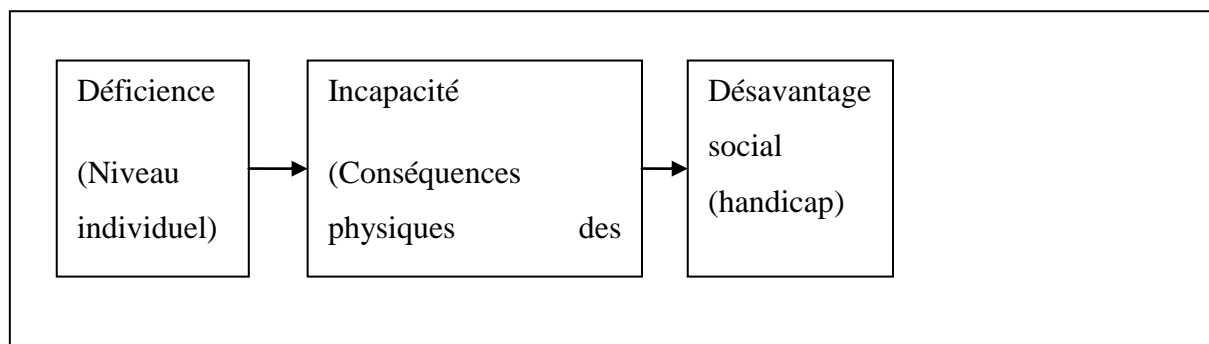 Déficience
(Niveau
individuel)
Incapacité
(Conséquences
physiques des
Désavantage
social
(handicap)